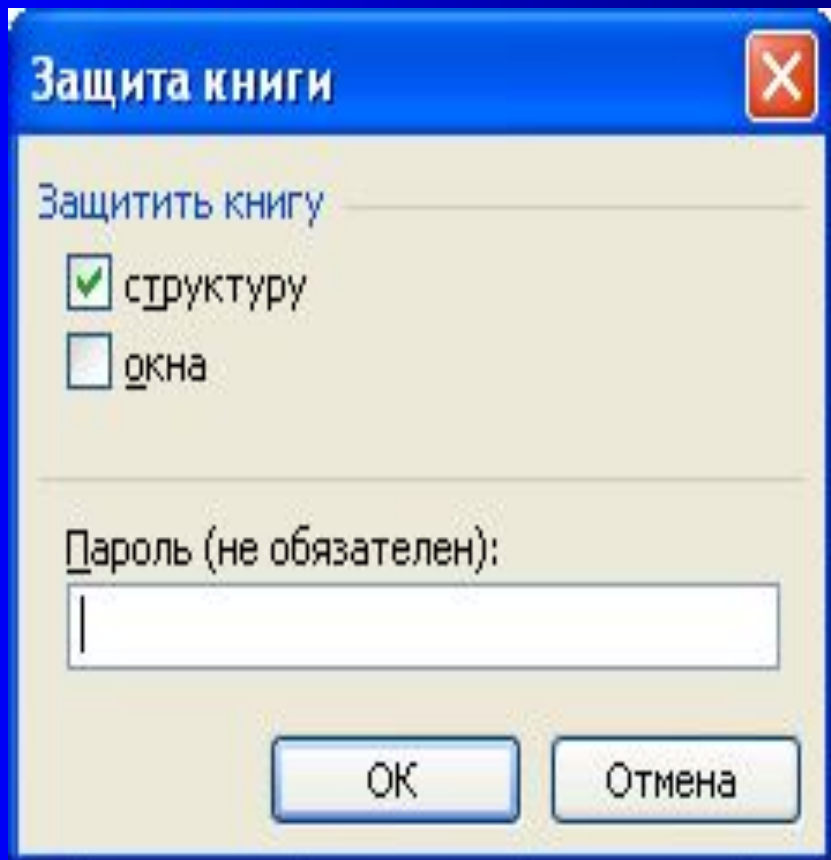 Защита книги
Защитить книгу
структуру
окна
Пароль (не обязателен):
ОК
Отмена